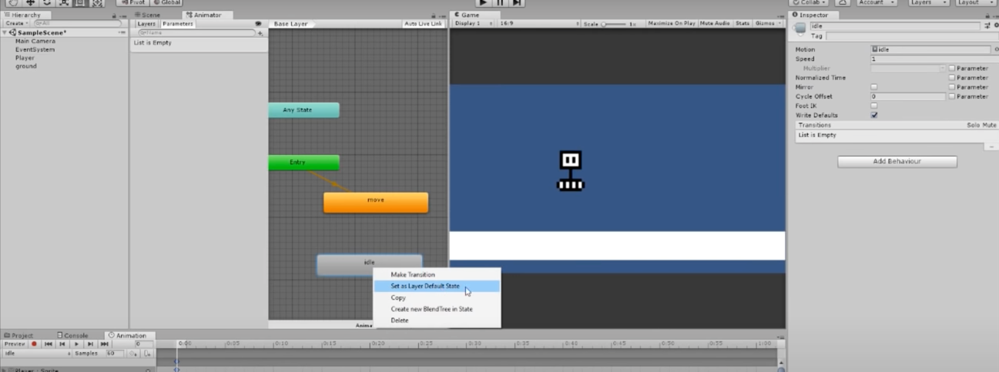 Pivot Global Collab Account Layers Layout
Hierarchy
Create All
SampleScene*
Main Camera
EventSystem
Player
ground
Scene Animator
Layers Parameters
Name
List is Empty
Base Layer Auto Live Link
Any State
Entry
move
idle
Make Transition
Set as Layer Default State
Copy
Create new BlendTree in State
Delete
Game
Display 1 16:9 Scale 1x Maximize On Play Mute Audio Stats Gizmos
Inspector
idle
Tag
Motion idle
Speed 1
Multiplier Parameter
Normalized Time Parameter
Mirror Parameter
Cycle Offset 0 Parameter
Foot IK
Write Defaults
Transitions Solo Mute
List is Empty
Add Behaviour
Project Console Animation
Preview 0 0:00 0:05 0:10 0:15 0:20 0:25 0:30 0:35 0:40 0:45 0:50 0:55 1:00
idle Samples 60
Player : Sprite